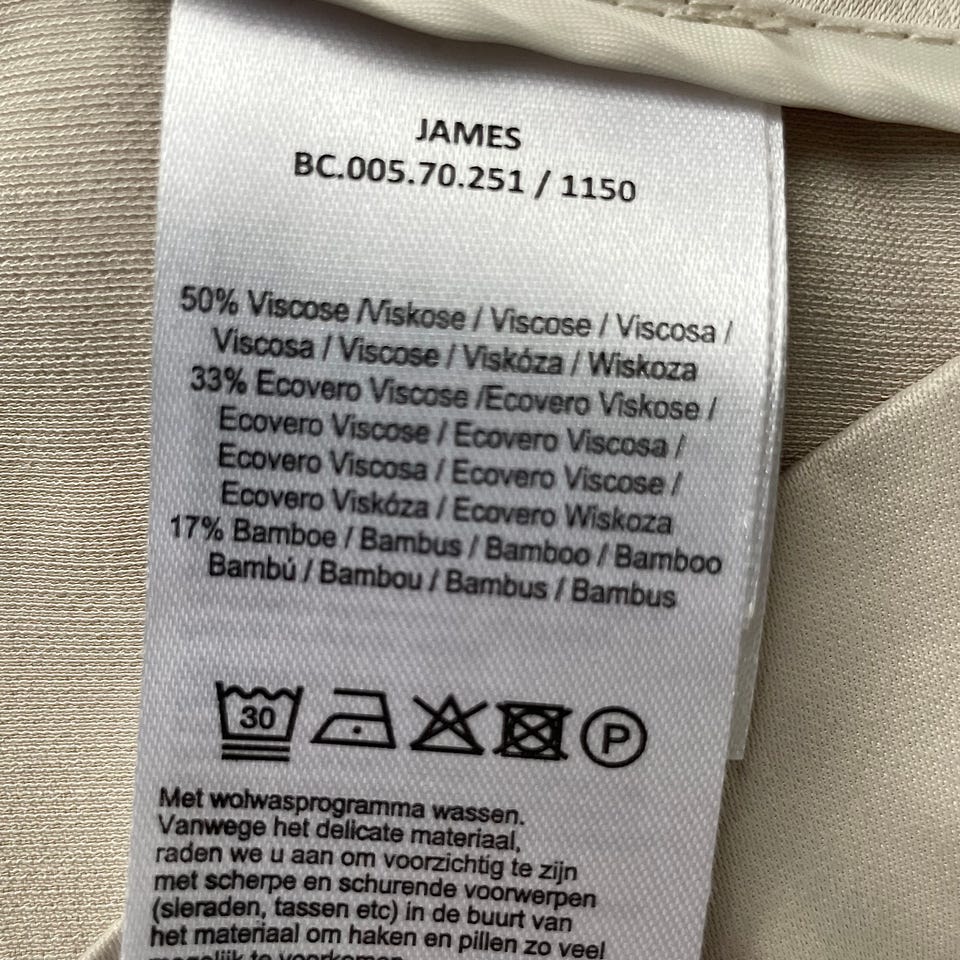 JAMES
BC.005.70.251 / 1150
50% Viscose /Viskose / Viscose / Viscosa /
Viscosa / Viscose / Viskóza / Wiskoza
33% Ecovero Viscose /Ecovero Viskose /
Ecovero Viscose / Ecovero Viscosa /
Ecovero Viscosa / Ecovero Viscose /
Ecovero Viskóza / Ecovero Wiskoza
17% Bamboe / Bambus / Bamboo / Bamboo
Bambú / Bambou / Bambus / Bambus
30
P
Met wolwasprogramma wassen.
Vanwege het delicate materiaal,
raden we u aan om voorzichtig te zijn
met scherpe en schurende voorwerpen
(sieraden, tassen etc) in de buurt van
het materiaal om haken en pillen zo veel
mogelijk te voorkomen